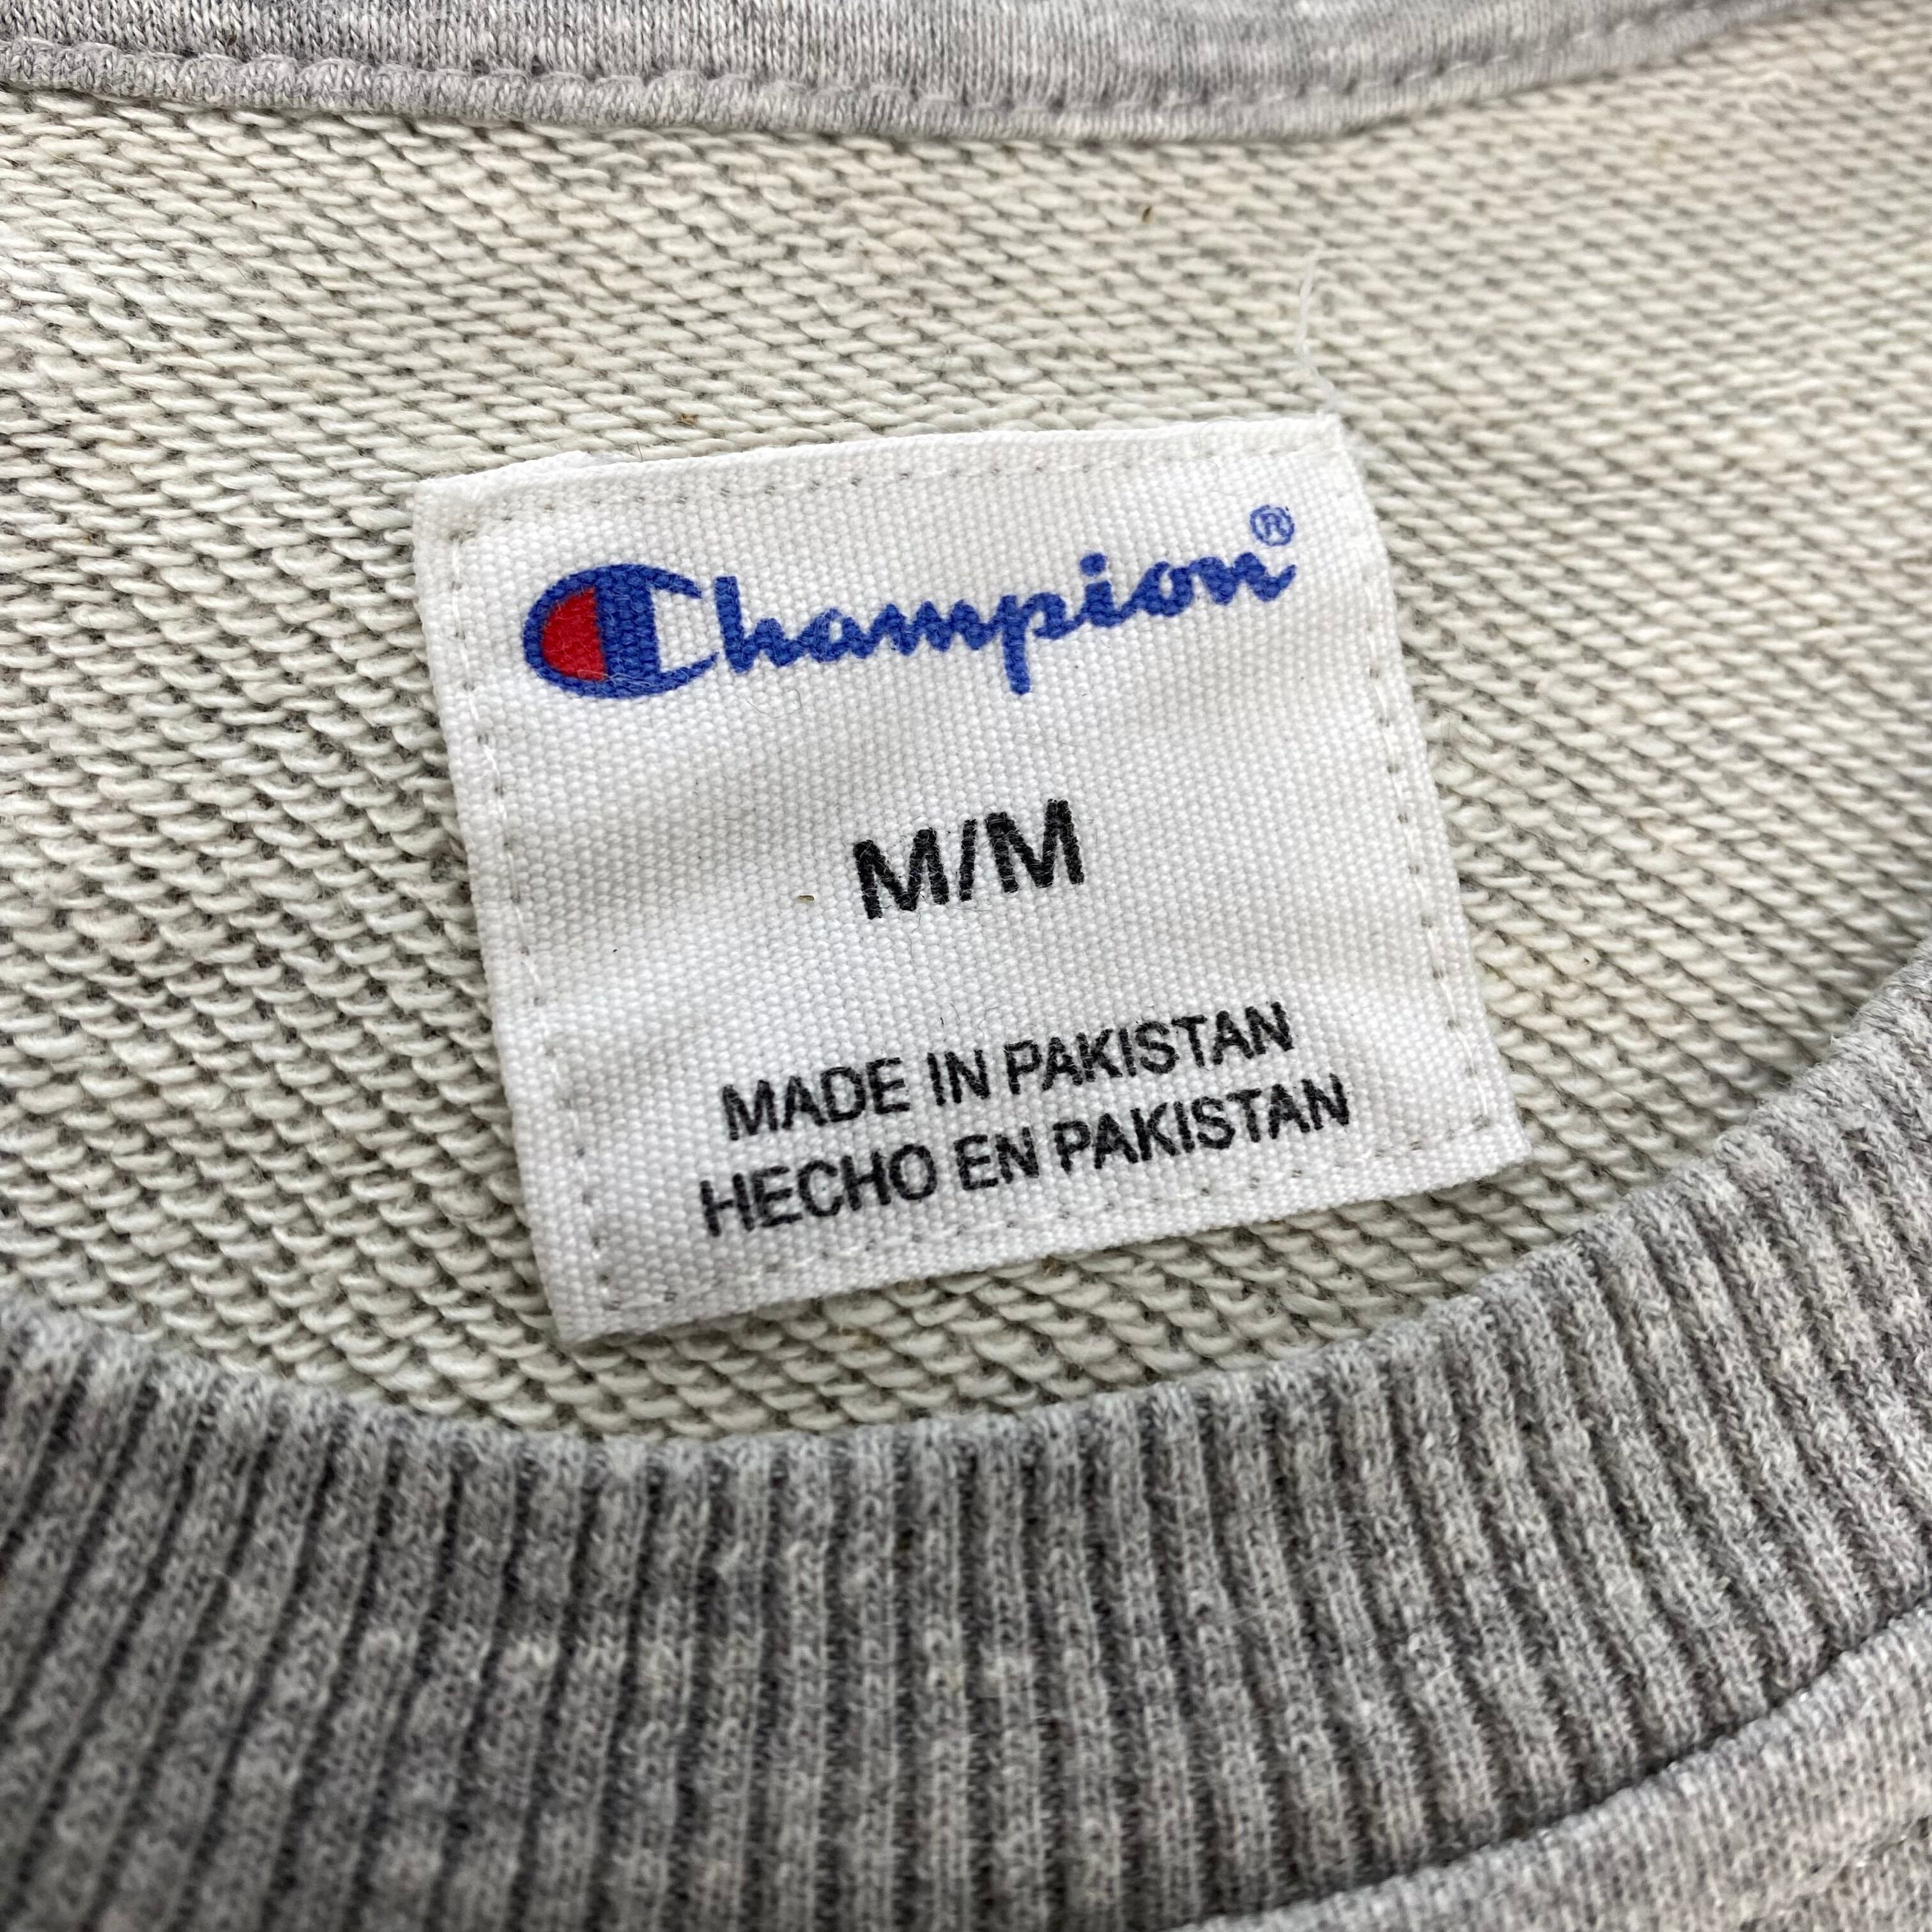 Champion®
M/M
MADE IN PAKISTAN
HECHO EN PAKISTAN